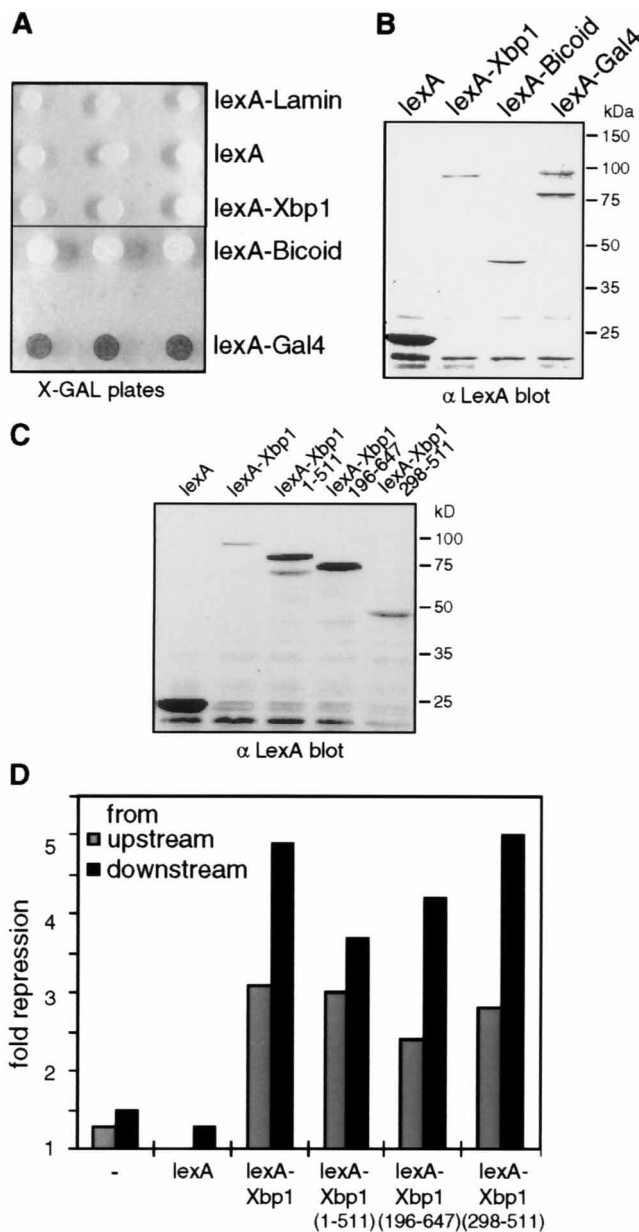 A
lexA-Lamin
lexA
lexA-Xbp1
lexA-Bicoid
lexA-Gal4
X-GAL plates
B
lexA
lexA-Xbp1
lexA-Bicoid
lexA-Gal4
kDa
150
100
75
50
35
25
α LexA blot
C
lexA
lexA-Xbp1
lexA-Xbp1
1-511
lexA-Xbp1
196-647
lexA-Xbp1
298-511
kD
100
75
50
35
25
α LexA blot
D
from
upstream
downstream
fold repression
5
4
3
2
1
-
lexA
lexA-
Xbp1
lexA-
Xbp1
(1-511)
lexA-
Xbp1
(196-647)
lexA-
Xbp1
(298-511)